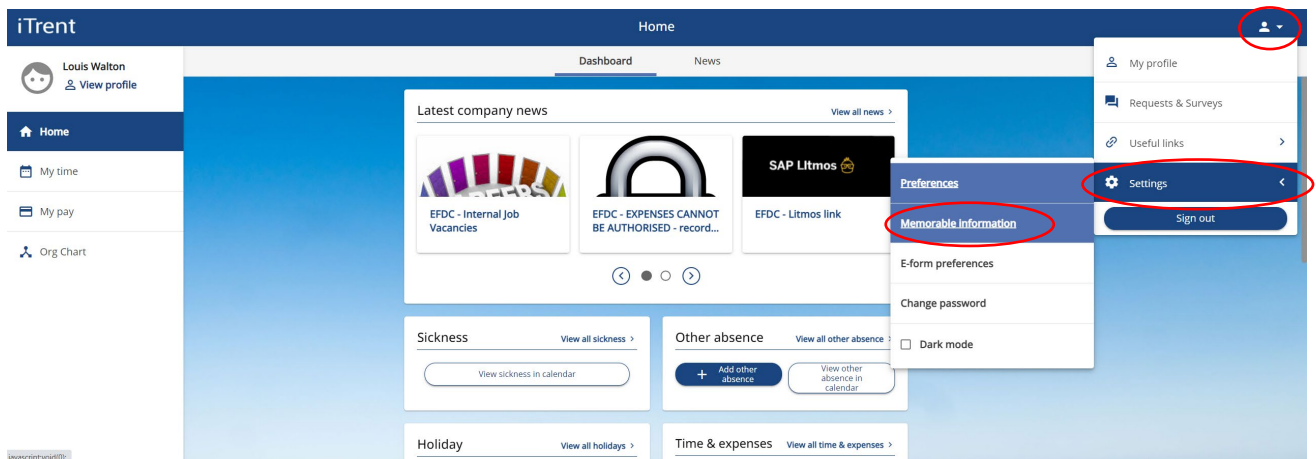 iTrent
Home
Louis Walton
View profile
Home
My time
My pay
Org Chart
Dashboard
News
Latest company news
View all news >
CAREERS
SAP Litmos
EFDC - Internal Job
Vacancies
EFDC - EXPENSES CANNOT
BE AUTHORISED - record...
EFDC - Litmos link
Sickness
View all sickness >
View sickness in calendar
Other absence
View all other absence >
+ Add other
absence
View other
absence in
calendar
Holiday
View all holidays >
Time & expenses
View all time & expenses >
My profile
Requests & Surveys
Useful links >
Settings <
Sign out
Preferences
Memorable Information
E-form preferences
Change password
Dark mode
javascript:void(0);